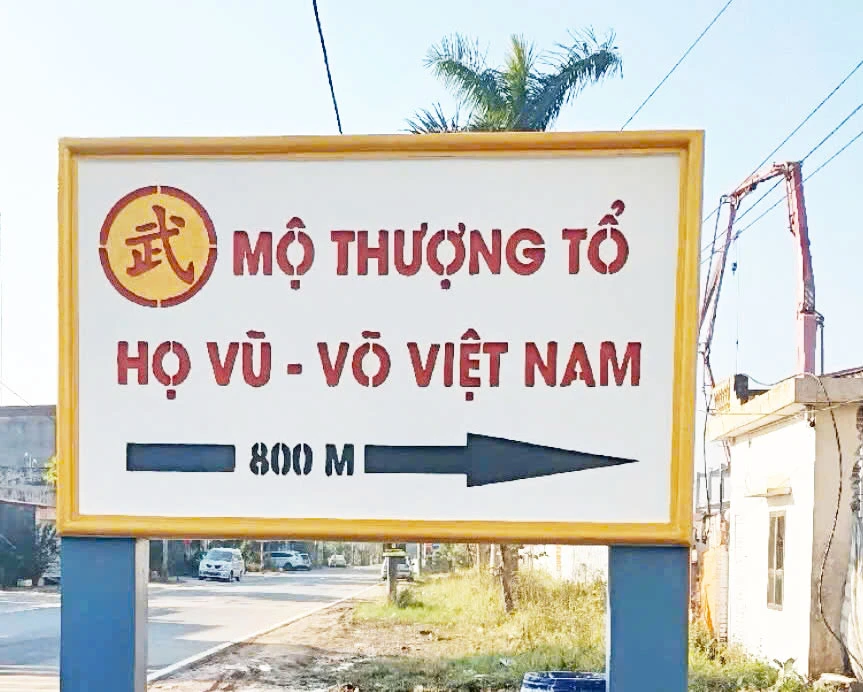 武 MỘ THƯỢNG TỔ
HỌ VŨ - VÕ VIỆT NAM
800 M